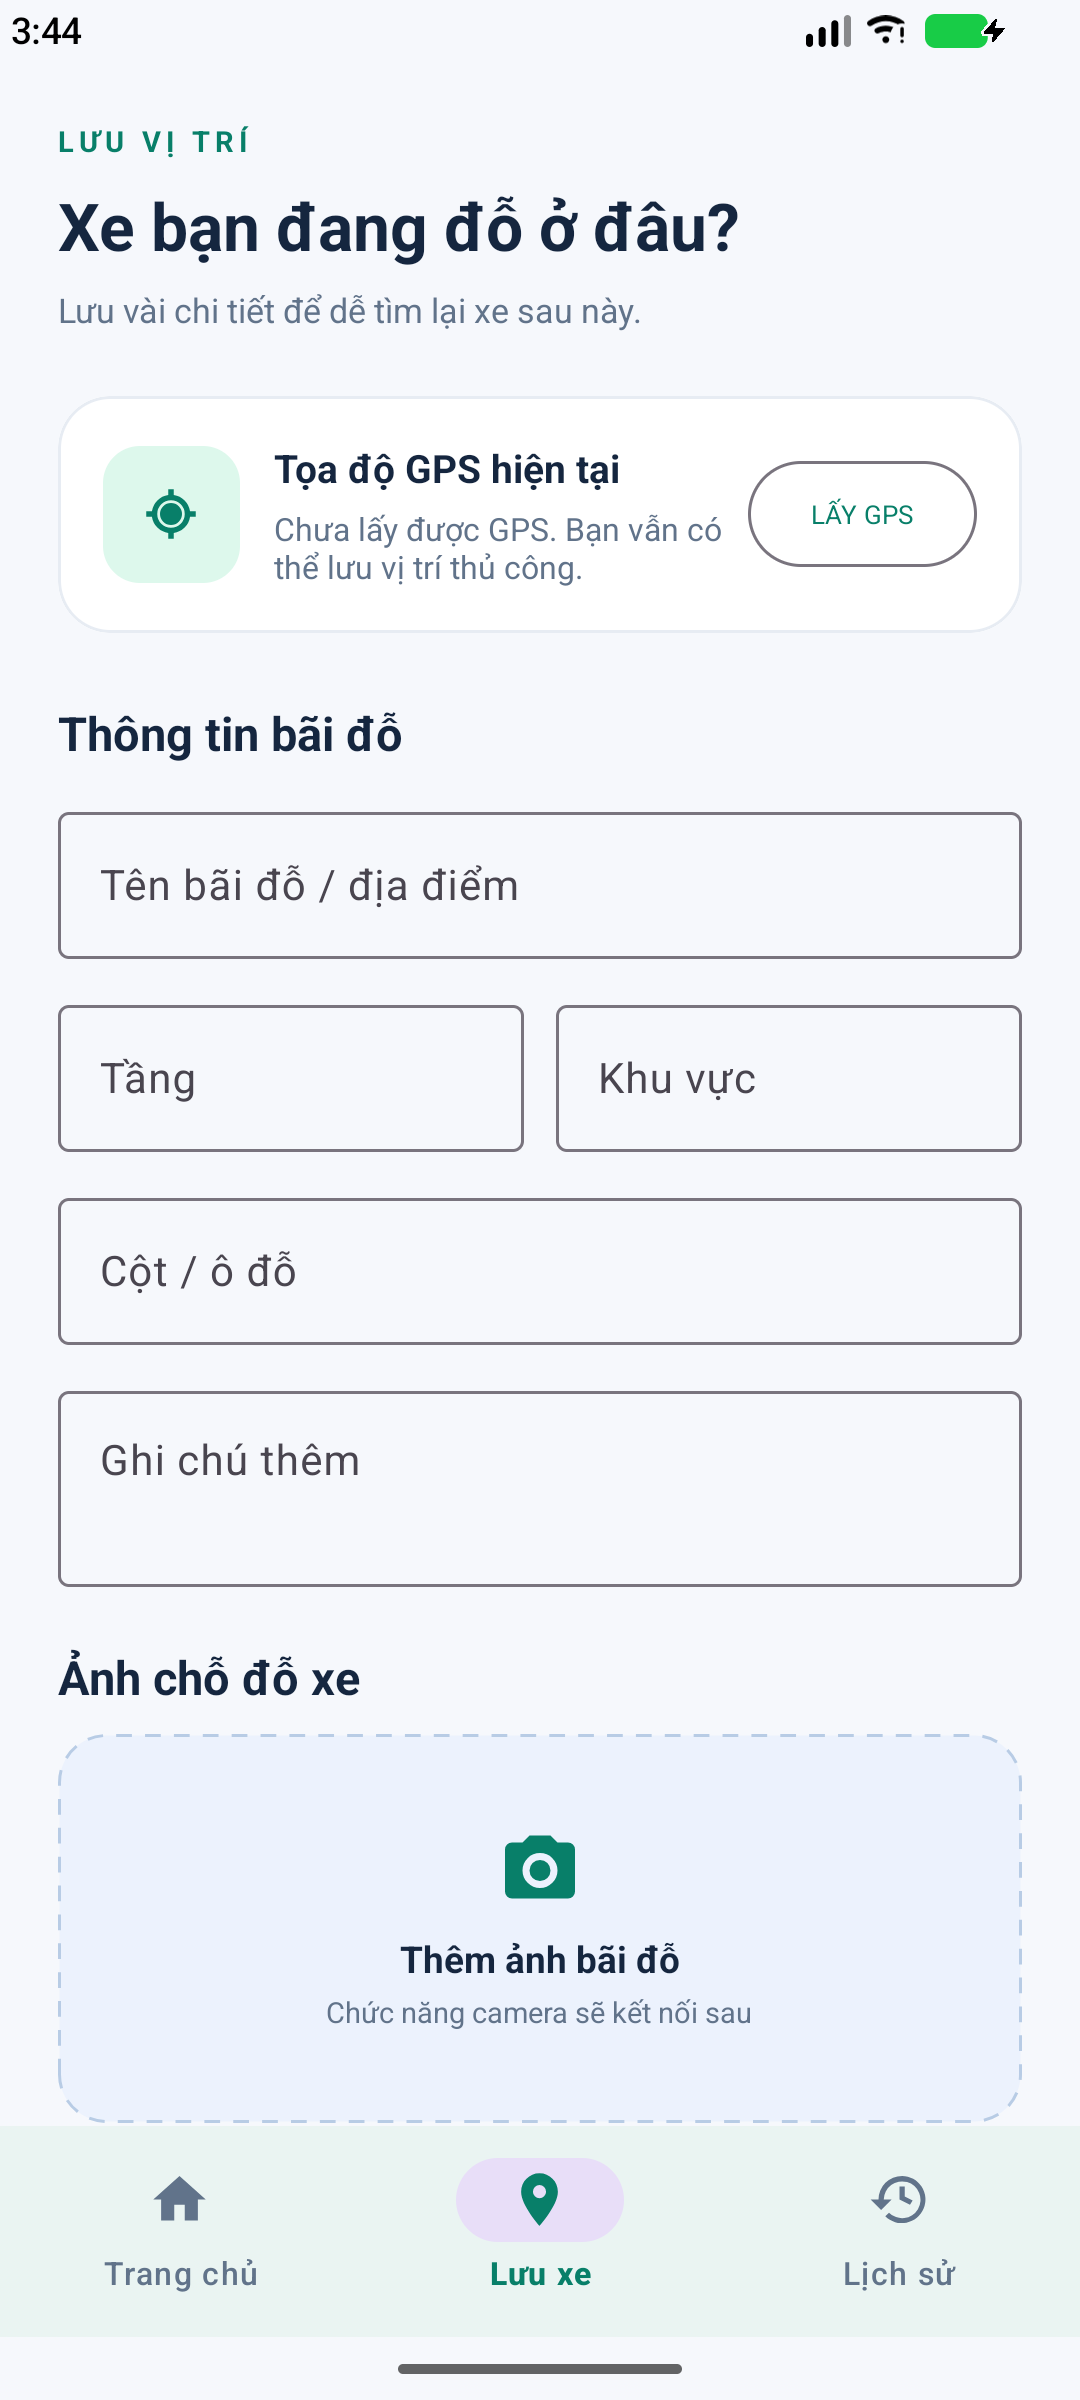 3:44
LƯU VỊ TRÍ
Xe bạn đang đỗ ở đâu?
Lưu vài chi tiết để dễ tìm lại xe sau này.
Tọa độ GPS hiện tại
Chưa lấy được GPS. Bạn vẫn có
thể lưu vị trí thủ công.
LẤY GPS
Thông tin bãi đỗ
Tên bãi đỗ / địa điểm
Tầng
Khu vực
Cột / ô đỗ
Ghi chú thêm
Ảnh chỗ đỗ xe
Thêm ảnh bãi đỗ
Chức năng camera sẽ kết nối sau
Trang chủ
Lưu xe
Lịch sử